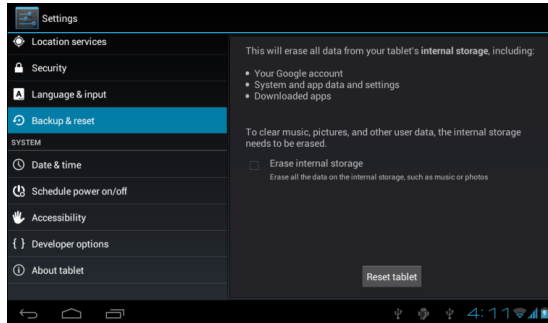 Settings
Location services
Security
Language & input
Backup & reset
SYSTEM
Date & time
Schedule power on/off
Accessibility
{ } Developer options
About tablet
This will erase all data from your tablet's internal storage, including:
• Your Google account
• System and app data and settings
• Downloaded apps
To clear music, pictures, and other user data, the internal storage
needs to be erased.
Erase internal storage
Erase all the data on the internal storage, such as music or photos
Reset tablet
4:11